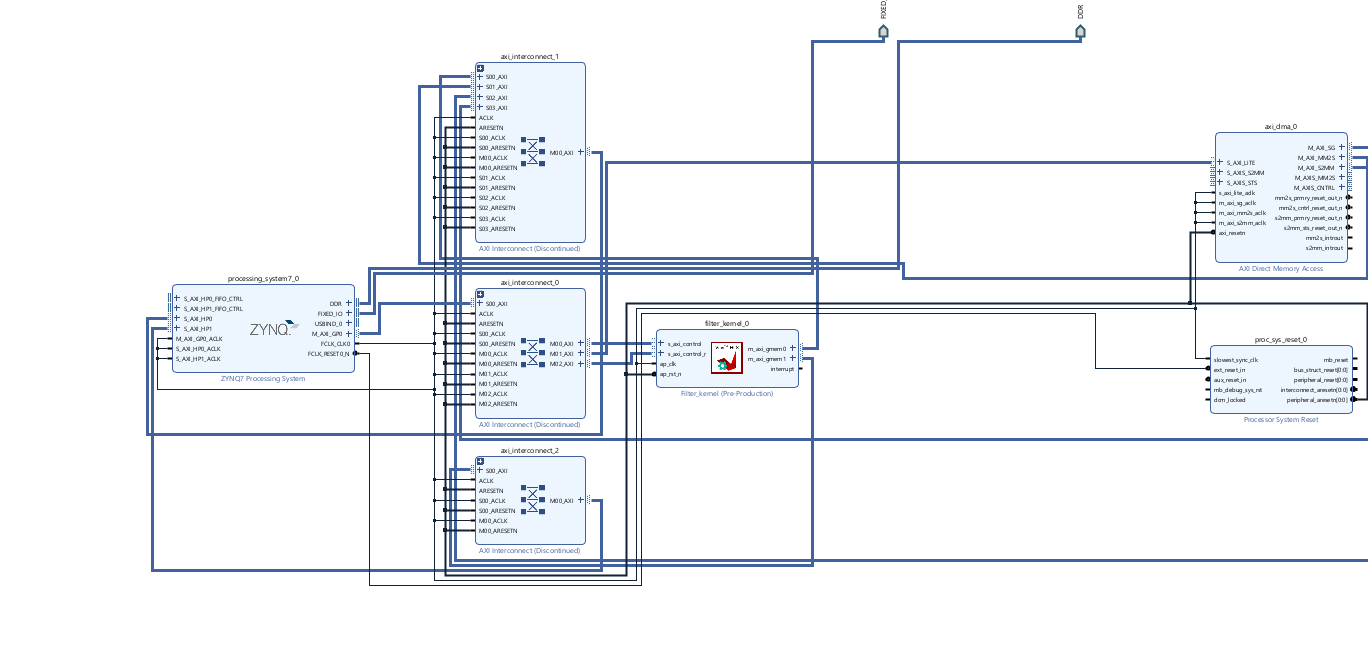 FIXED_
DDR
axi_interconnect_1
S00_AXI
S01_AXI
S02_AXI
S03_AXI
ACLK
ARESETN
S00_ACLK
S00_ARESETN
M00_ACLK
M00_ARESETN
S01_ACLK
S01_ARESETN
S02_ACLK
S02_ARESETN
S03_ACLK
S03_ARESETN
M00_AXI
AXI Interconnect (Discontinued)
axi_dma_0
S_AXI_LITE
S_AXIS_S2MM
S_AXIS_STS
s_axi_lite_aclk
m_axi_sg_aclk
m_axi_mm2s_aclk
m_axi_s2mm_aclk
axi_resetn
M_AXI_SG
M_AXI_MM2S
M_AXI_S2MM
M_AXIS_MM2S
M_AXIS_CNTRL
mm2s_prmry_reset_out_n
mm2s_cntrl_reset_out_n
s2mm_prmry_reset_out_n
s2mm_sts_reset_out_n
mm2s_introut
s2mm_introut
AXI Direct Memory Access
processing_system7_0
S_AXI_HP0_FIFO_CTRL
S_AXI_HP1_FIFO_CTRL
S_AXI_HP0
S_AXI_HP1
M_AXI_GP0_ACLK
S_AXI_HP0_ACLK
S_AXI_HP1_ACLK
ZYNQ
DDR
FIXED_IO
USBIND_0
M_AXI_GP0
FCLK_CLK0
FCLK_RESET0_N
ZYNQ7 Processing System
axi_interconnect_0
S00_AXI
ACLK
ARESETN
S00_ACLK
S00_ARESETN
M00_ACLK
M00_ARESETN
M01_ACLK
M01_ARESETN
M02_ACLK
M02_ARESETN
M00_AXI
M01_AXI
M02_AXI
AXI Interconnect (Discontinued)
filter_kernel_0
s_axi_control
s_axi_control_r
ap_clk
ap_rst_n
m_axi_gmem0
m_axi_gmem1
interrupt
Filter_kernel (Pre-Production)
proc_sys_reset_0
slowest_sync_clk
ext_reset_in
aux_reset_in
mb_debug_sys_rst
dcm_locked
mb_reset
bus_struct_reset[0:0]
peripheral_reset[0:0]
interconnect_aresetn[0:0]
peripheral_aresetn[0:0]
Processor System Reset
axi_interconnect_2
S00_AXI
ACLK
ARESETN
S00_ACLK
S00_ARESETN
M00_ACLK
M00_ARESETN
M00_AXI
AXI Interconnect (Discontinued)